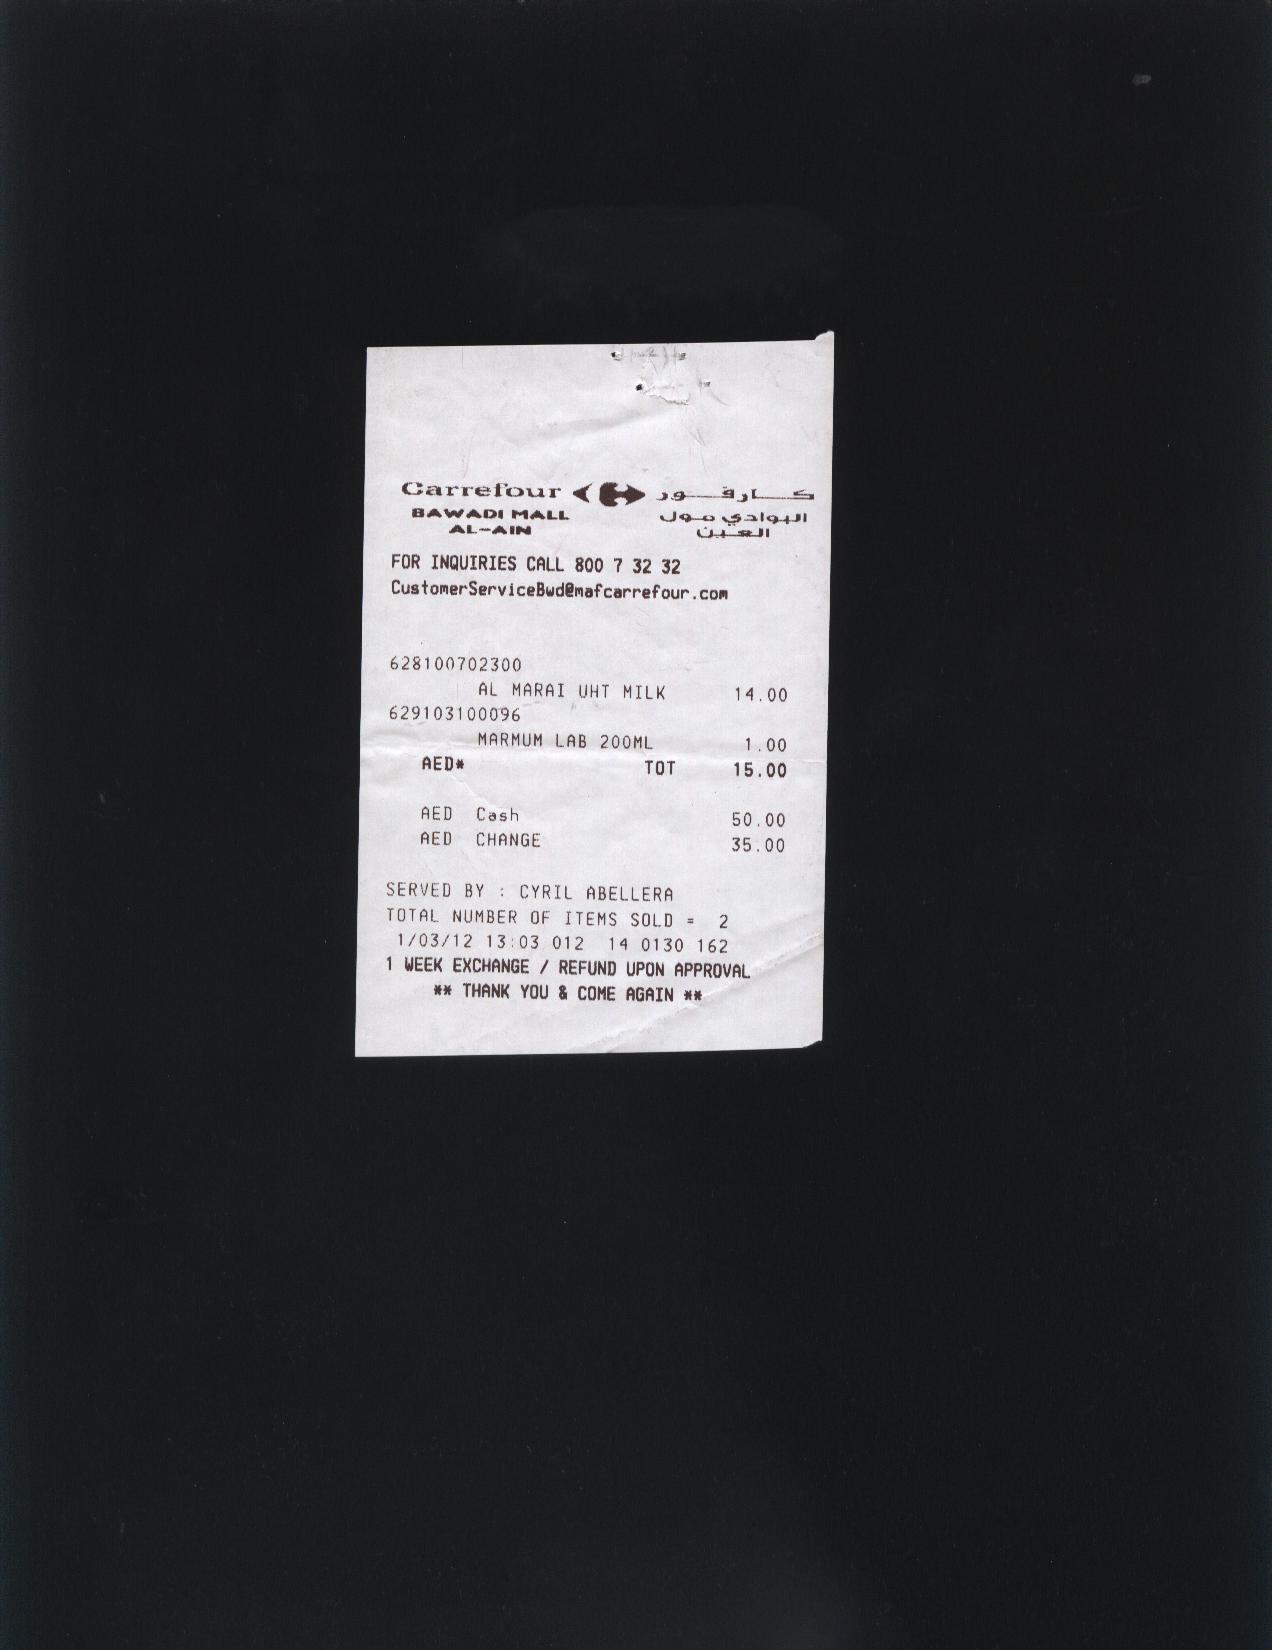 Carrefour كارفور
BAWADI MALL البوادي مول
AL-AIN العين
FOR INQUIRIES CALL 800 7 32 32
CustomerServiceBwd@mafcarrefour.com
628100702300
AL MARAI UHT MILK 14.00
629103100096
MARMUM LAB 200ML 1.00
AED* TOT 15.00
AED Cash 50.00
AED CHANGE 35.00
SERVED BY : CYRIL ABELLERA
TOTAL NUMBER OF ITEMS SOLD = 2
1/03/12 13:03 012 14 0130 162
1 WEEK EXCHANGE / REFUND UPON APPROVAL
** THANK YOU & COME AGAIN **